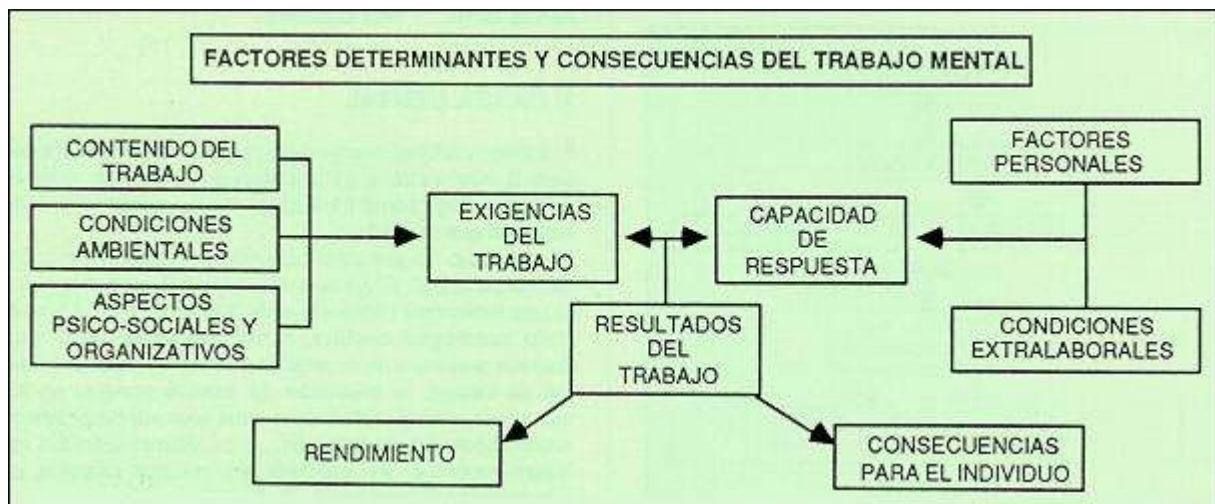 FACTORES DETERMINANTES Y CONSECUENCIAS DEL TRABAJO MENTAL
CONTENIDO DEL
TRABAJO
CONDICIONES
AMBIENTALES
ASPECTOS
PSICO-SOCIALES Y
ORGANIZATIVOS
EXIGENCIAS
DEL
TRABAJO
CAPACIDAD
DE
RESPUESTA
FACTORES
PERSONALES
CONDICIONES
EXTRALABORALES
RESULTADOS
DEL
TRABAJO
RENDIMIENTO
CONSECUENCIAS
PARA EL INDIVIDUO